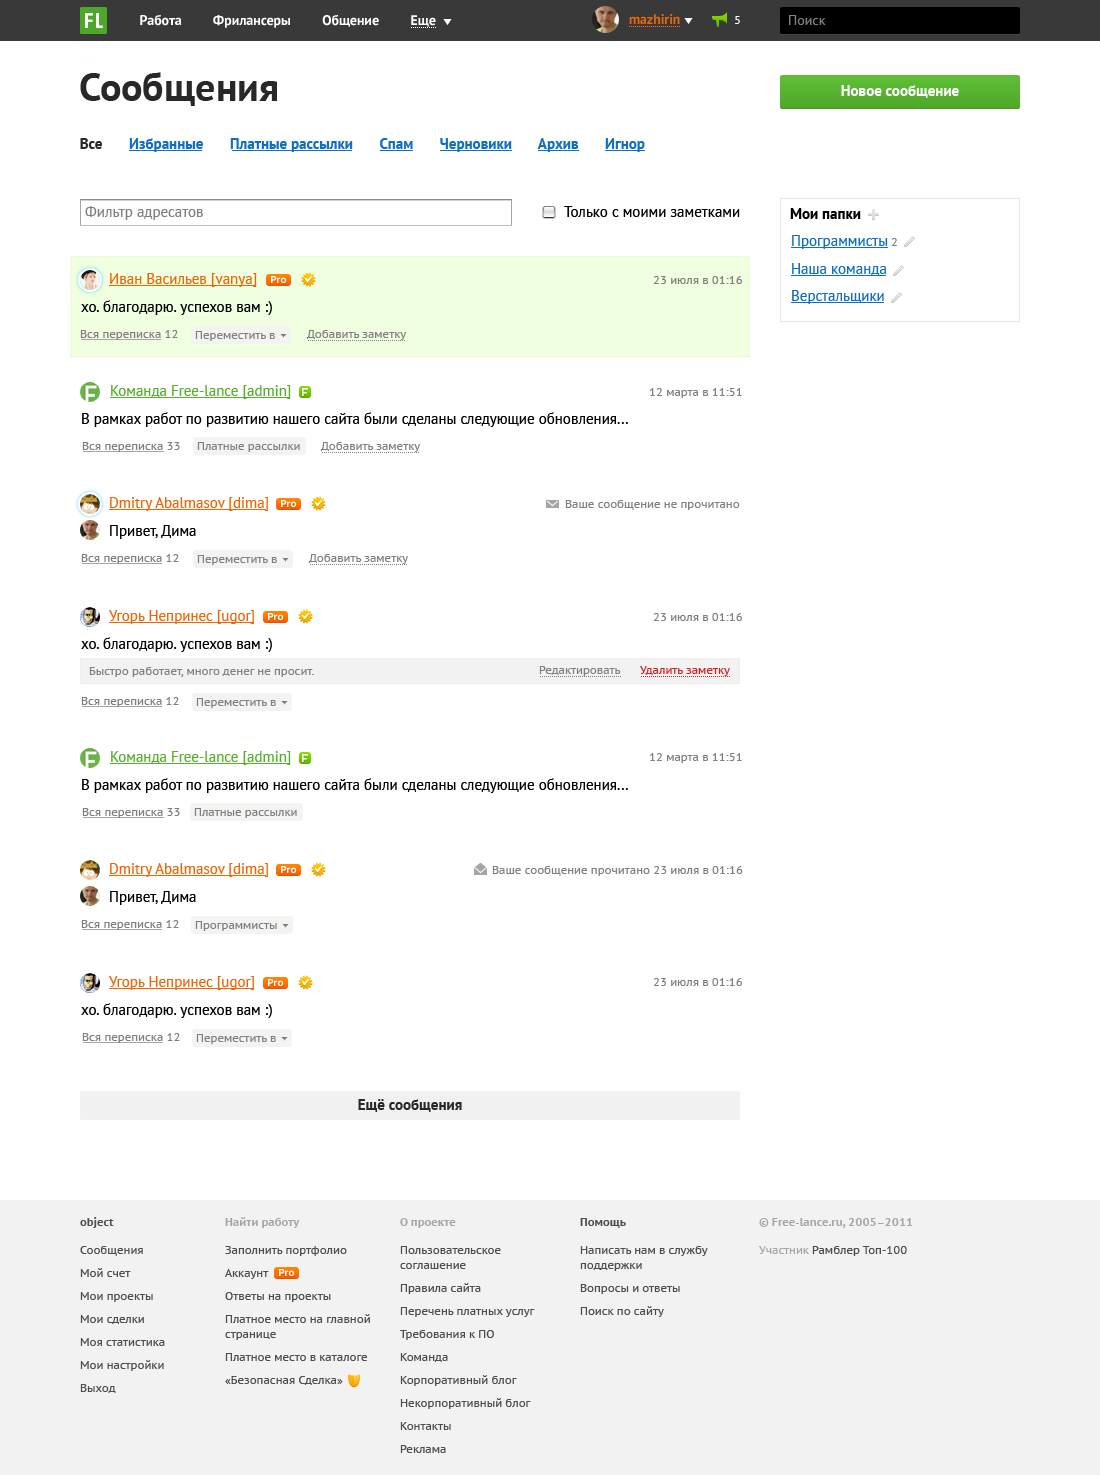 FL Работа Фрилансеры Общение Еще mazhirin 5 Поиск
Сообщения
Новое сообщение
Все Избранные Платные рассылки Спам Черновики Архив Игнор
Фильтр адресатов Только с моими заметками
Мои папки
Программисты 2
Наша команда
Верстальщики
Иван Васильев [vanya] Pro 23 июля в 01:16
хо. благодарю. успехов вам :)
Вся переписка 12 Переместить в Добавить заметку
Команда Free-lance [admin] F 12 марта в 11:51
В рамках работ по развитию нашего сайта были сделаны следующие обновления...
Вся переписка 33 Платные рассылки Добавить заметку
Dmitry Abalmasov [dima] Pro Ваше сообщение не прочитано
Привет, Дима
Вся переписка 12 Переместить в Добавить заметку
Угорь Непринес [ugor] Pro 23 июля в 01:16
хо. благодарю. успехов вам :)
Быстро работает, много денег не просит. Редактировать Удалить заметку
Вся переписка 12 Переместить в
Команда Free-lance [admin] F 12 марта в 11:51
В рамках работ по развитию нашего сайта были сделаны следующие обновления...
Вся переписка 33 Платные рассылки
Dmitry Abalmasov [dima] Pro Ваше сообщение прочитано 23 июля в 01:16
Привет, Дима
Вся переписка 12 Программисты
Угорь Непринес [ugor] Pro 23 июля в 01:16
хо. благодарю. успехов вам :)
Вся переписка 12 Переместить в
Ещё сообщения
object
Сообщения
Мой счет
Мои проекты
Мои сделки
Моя статистика
Мои настройки
Выход
Найти работу
Заполнить портфолио
Аккаунт Pro
Ответы на проекты
Платное место на главной
странице
Платное место в каталоге
«Безопасная Сделка»
О проекте
Пользовательское
соглашение
Правила сайта
Перечень платных услуг
Требования к ПО
Команда
Корпоративный блог
Некорпоративный блог
Контакты
Реклама
Помощь
Написать нам в службу
поддержки
Вопросы и ответы
Поиск по сайту
© Free-lance.ru, 2005–2011
Участник Рамблер Топ-100